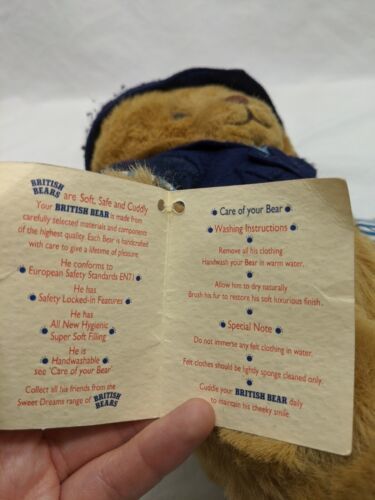 BRITISH
BEARS are Soft, Safe and Cuddly
Your BRITISH BEAR is made from
carefully selected materials and components
of the highest quality. Each Bear is handcrafted
with care to give a lifetime of pleasure
He conforms to
European Safety Standards EN71
He has
Safety Locked-in Features
He has
All New Hygienic
Super Soft Filling
He is
Handwashable
see 'Care of your Bear'
Collect all his friends from the
Sweet Dreams range of BRITISH
BEARS
Care of your Bear
Washing Instructions
Remove all his clothing
Handwash your Bear in warm water.
Allow him to dry naturally
Brush his fur to restore his soft luxurious finish.
Special Note
Do not immerse any felt clothing in water.
Felt clothes should be lightly sponge cleaned only.
Cuddle your BRITISH BEAR daily
to maintain his cheeky smile